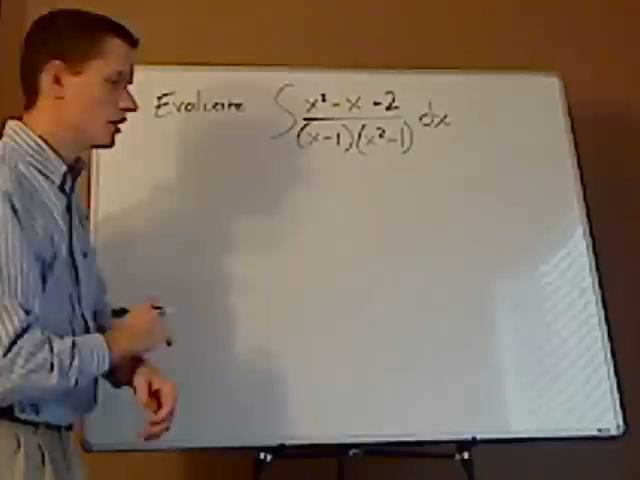 Evaluate ∫ x² - x - 2 / (x-1)(x²-1) dx